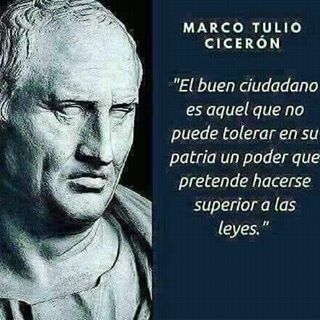 MARCO TULIO
CICERÓN
"El buen ciudadano
es aquel que no
puede tolerar en su
patria un poder que
pretende hacerse
superior a las
leyes."